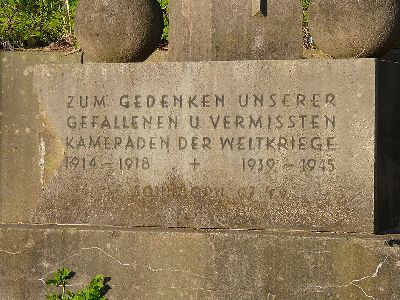 ZUM GEDENKEN UNSERER
GEFALLENEN U VERMISSTEN
KAMERADEN DER WELTKRIEGE
1914 – 1918 + 1939 – 1945